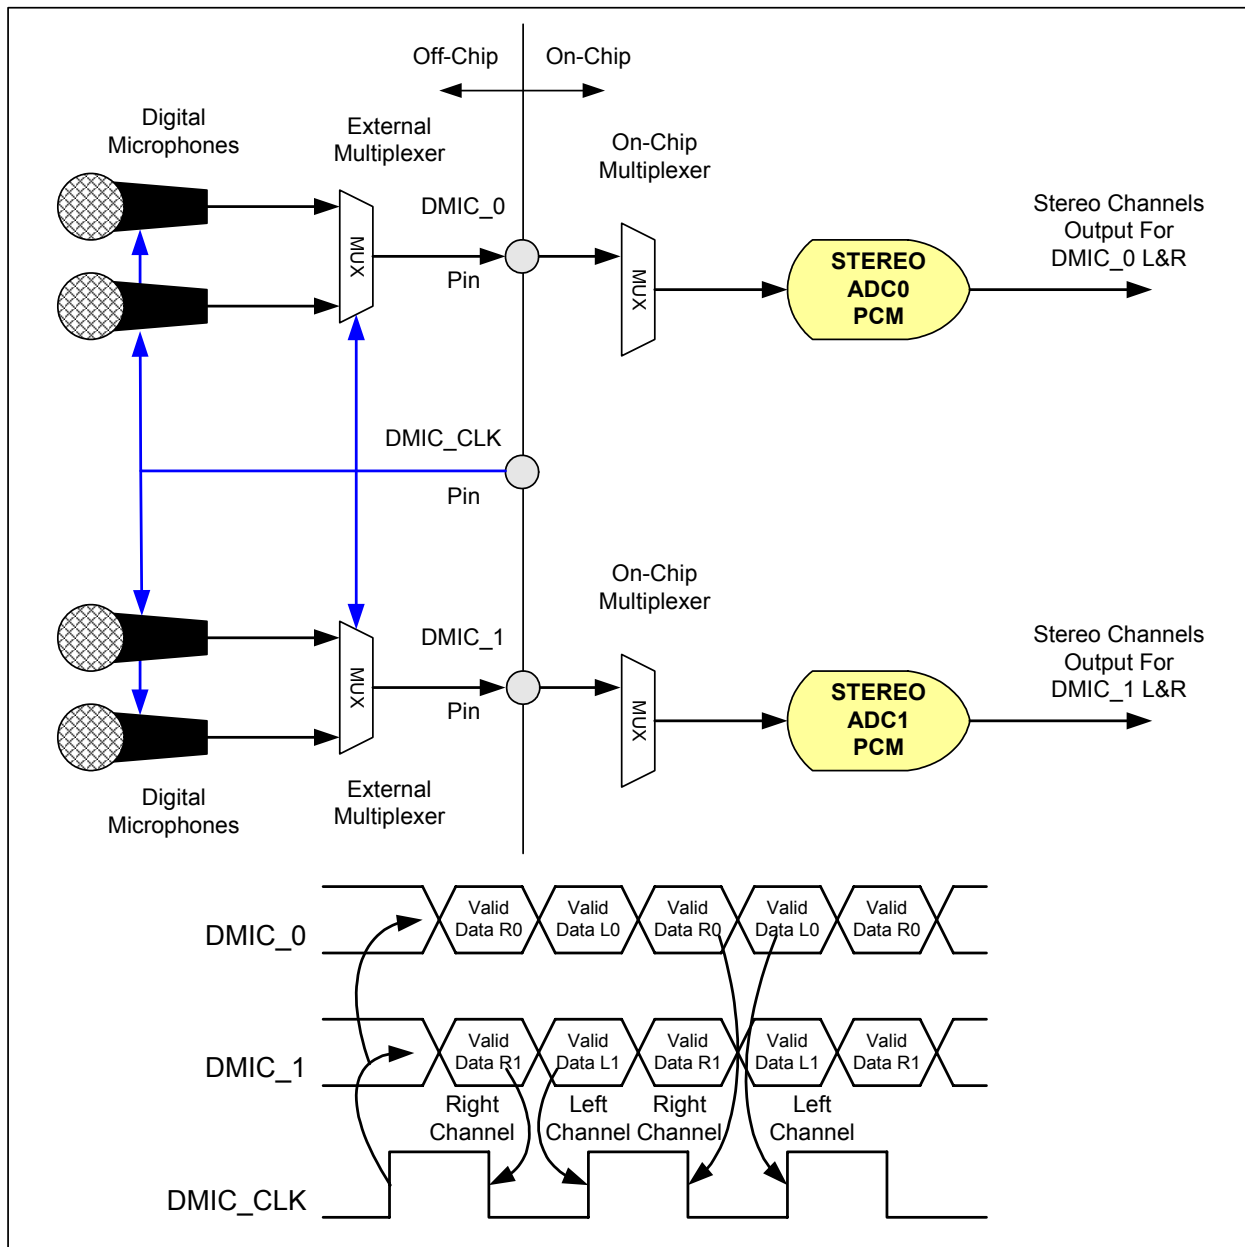 Off-Chip
On-Chip
Digital
Microphones
External
Multiplexer
On-Chip
Multiplexer
DMIC_0
Pin
MUX
MUX
STEREO
ADC0
PCM
Stereo Channels
Output For
DMIC_0 L&R
DMIC_CLK
Pin
On-Chip
Multiplexer
DMIC_1
Pin
MUX
MUX
STEREO
ADC1
PCM
Stereo Channels
Output For
DMIC_1 L&R
Digital
Microphones
External
Multiplexer
DMIC_0
Valid
Data R0
Valid
Data L0
Valid
Data R0
Valid
Data L0
Valid
Data R0
DMIC_1
Valid
Data R1
Valid
Data L1
Valid
Data R1
Valid
Data L1
Valid
Data R1
Right
Channel
Left
Channel
Right
Channel
Left
Channel
DMIC_CLK